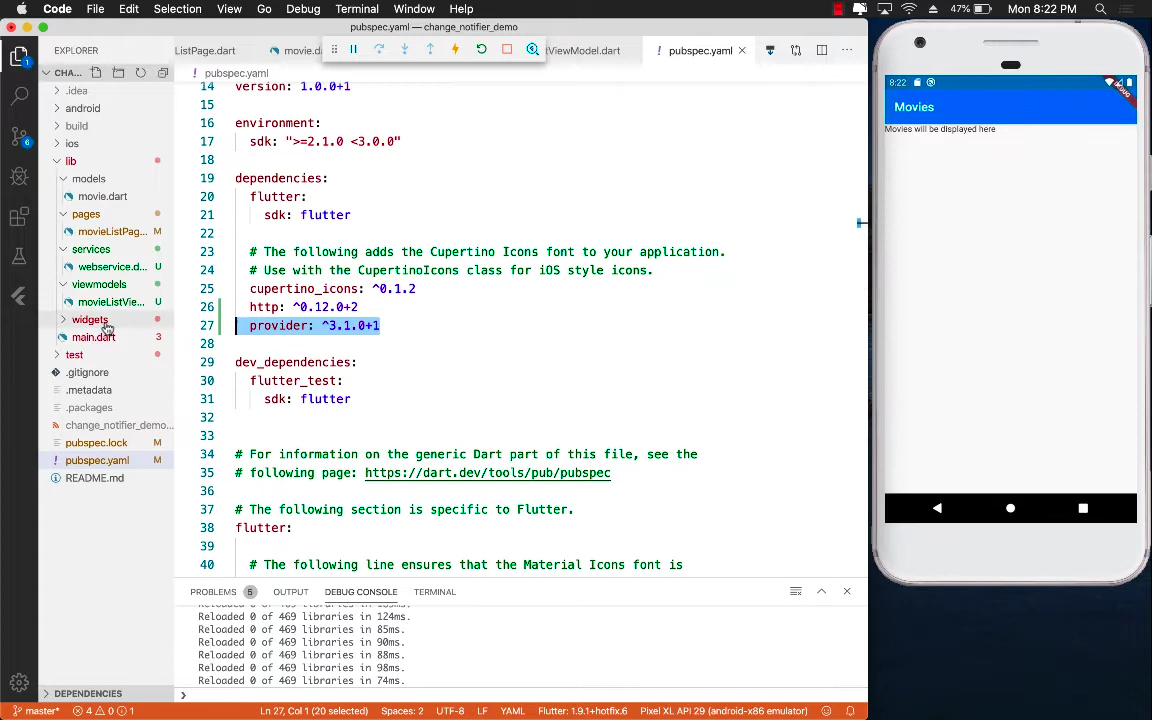 Code File Edit Selection View Go Debug Terminal Window Help
47% Mon 8:22 PM
pubspec.yaml — change_notifier_demo
EXPLORER
ListPage.dart
movie.d
tViewModel.dart
! pubspec.yaml
CHA...
! pubspec.yaml
.idea
android
build
ios
lib
models
movie.dart
pages
movieListPag... M
services
webservice.d... U
viewmodels
movieListVie... U
widgets
main.dart 3
test
.gitignore
.metadata
.packages
change_notifier_demo...
pubspec.lock M
! pubspec.yaml M
README.md
DEPENDENCIES
1
6
14 version: 1.0.0+1
15
16 environment:
17 sdk: ">=2.1.0 <3.0.0"
18
19 dependencies:
20 flutter:
21 sdk: flutter
22
23 # The following adds the Cupertino Icons font to your application.
24 # Use with the CupertinoIcons class for iOS style icons.
25 cupertino_icons: ^0.1.2
26 http: ^0.12.0+2
27 provider: ^3.1.0+1
28
29 dev_dependencies:
30 flutter_test:
31 sdk: flutter
32
33
34 # For information on the generic Dart part of this file, see the
35 # following page: https://dart.dev/tools/pub/pubspec
36
37 # The following section is specific to Flutter.
38 flutter:
39
40 # The following line ensures that the Material Icons font is
PROBLEMS 5 OUTPUT DEBUG CONSOLE TERMINAL
Reloaded 0 of 469 libraries in 124ms.
Reloaded 0 of 469 libraries in 85ms.
Reloaded 0 of 469 libraries in 90ms.
Reloaded 0 of 469 libraries in 88ms.
Reloaded 0 of 469 libraries in 98ms.
Reloaded 0 of 469 libraries in 74ms.
master* 4 0 1
Ln 27, Col 1 (20 selected) Spaces: 2 UTF-8 LF YAML Flutter: 1.9.1+hotfix.6 Pixel XL API 29 (android-x86 emulator)
8:22
DEBUG
Movies
Movies will be displayed here